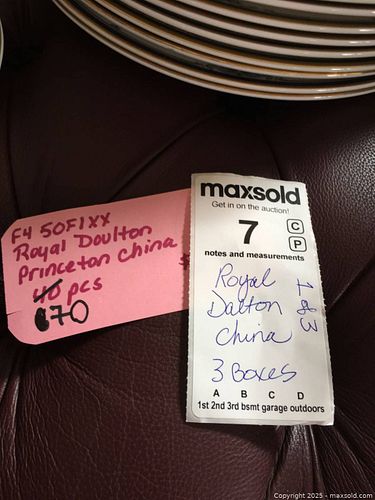 F4 50F1XX
Royal Doulton
Princeton China
pcs
70
maxsold
Get in on the auction!
7
C
P
notes and measurements
Royal
Dalton
China
3 Boxes
A B C D
1st 2nd 3rd bsmt garage outdoors
Copyright 2025 - maxsold.com